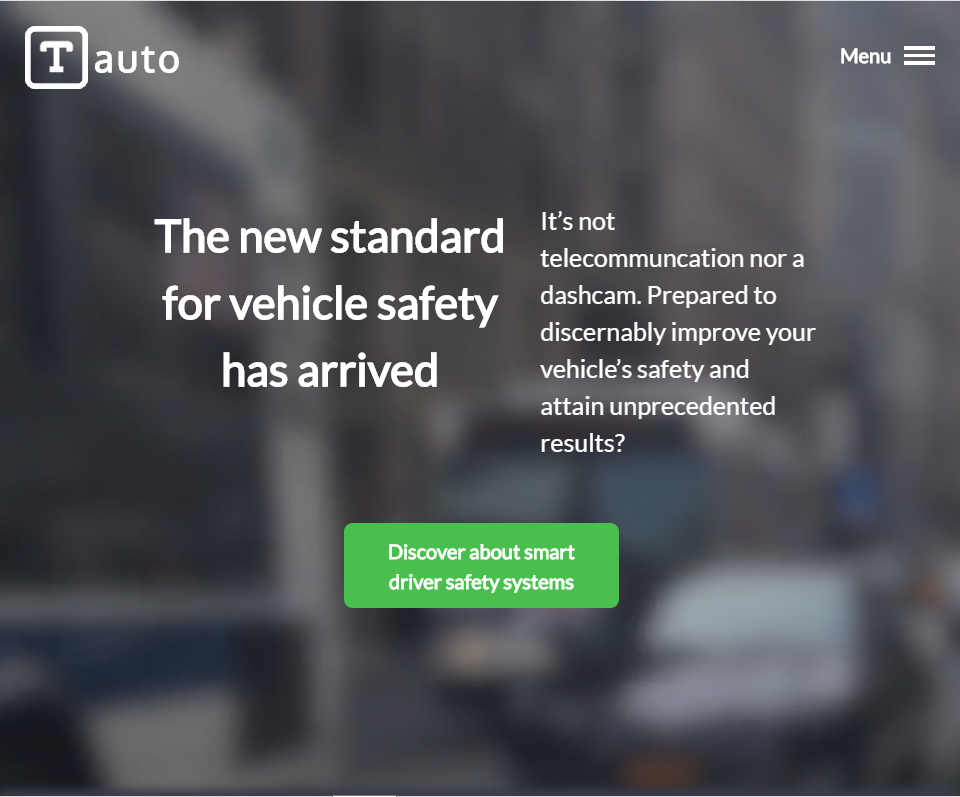 T auto
Menu
The new standard
for vehicle safety
has arrived
It’s not
telecommuncation nor a
dashcam. Prepared to
discernably improve your
vehicle’s safety and
attain unprecedented
results?
Discover about smart
driver safety systems